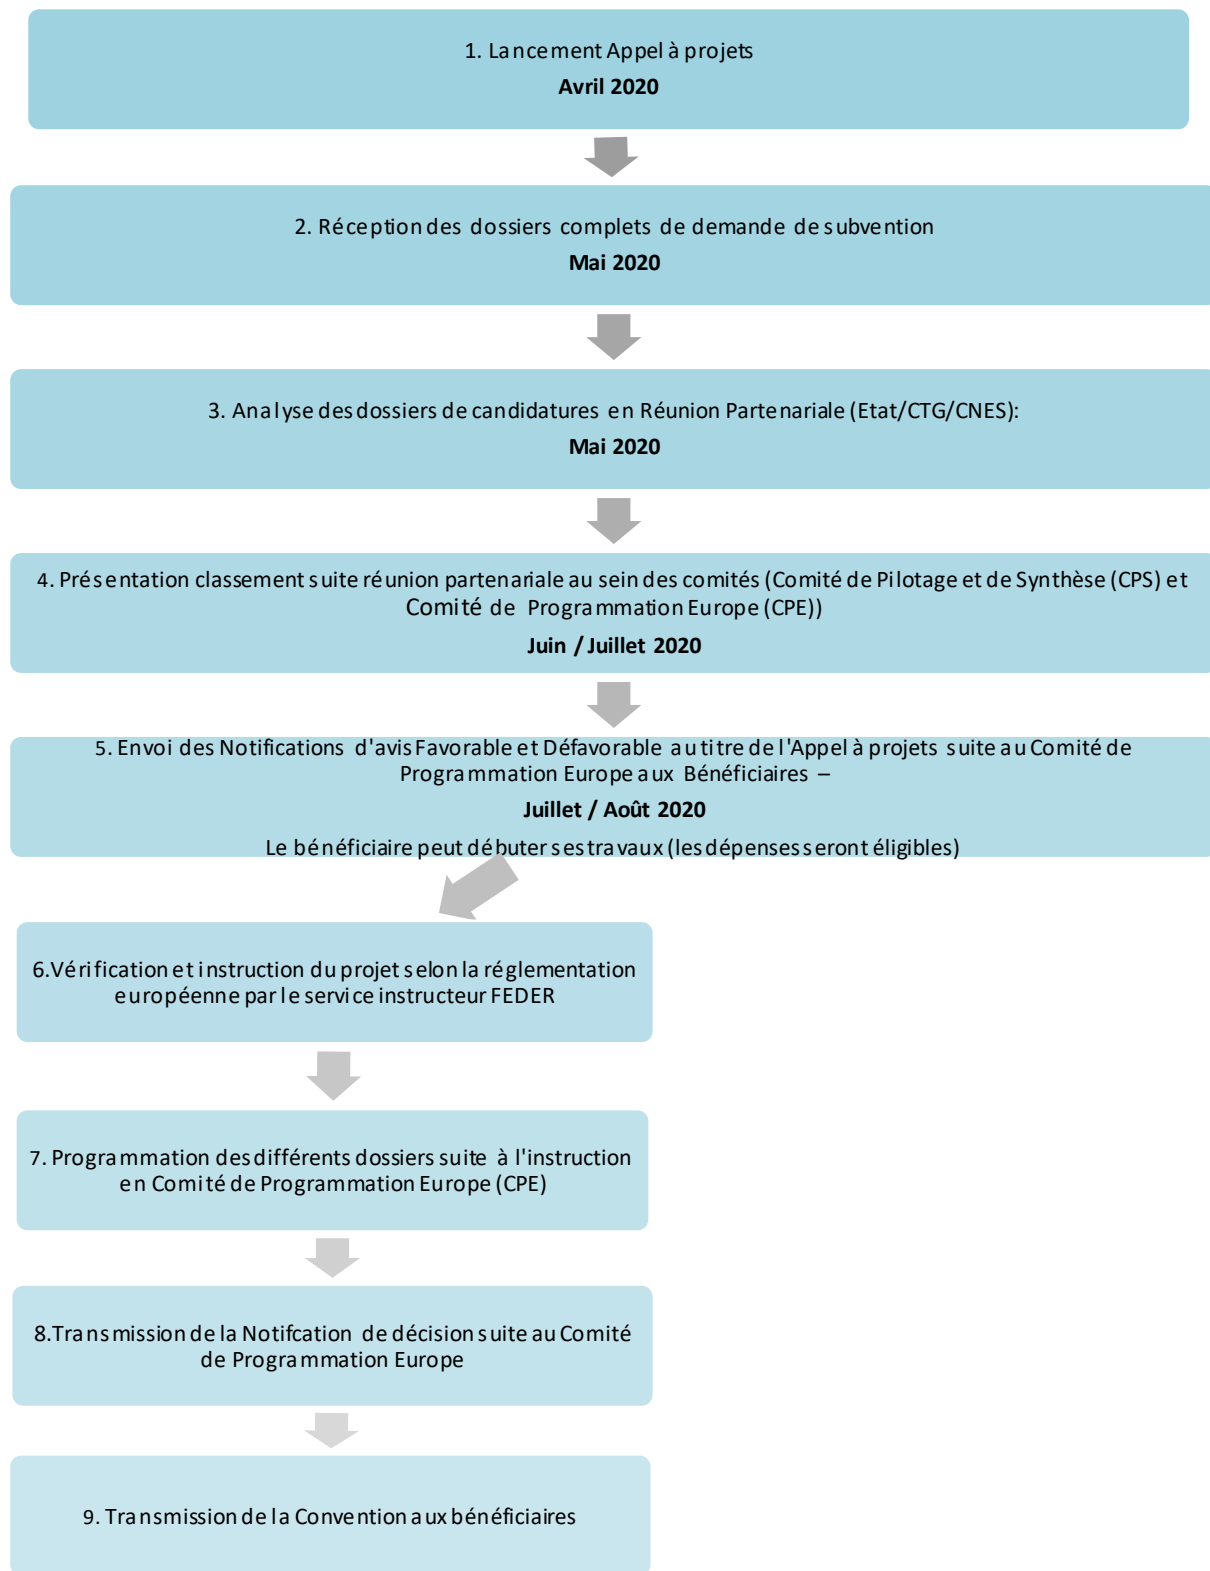 1. Lancement Appel à projets
Avril 2020
2. Réception des dossiers complets de demande de subvention
Mai 2020
3. Analyse des dossiers de candidatures en Réunion Partenariale (Etat/CTG/CNES):
Mai 2020
4. Présentation classement suite réunion partenariale au sein des comités (Comité de Pilotage et de Synthèse (CPS) et
Comité de Programmation Europe (CPE))
Juin / Juillet 2020
5. Envoi des Notifications d'avis Favorable et Défavorable au titre de l'Appel à projets suite au Comité de
Programmation Europe aux Bénéficiaires –
Juillet / Août 2020
Le bénéficiaire peut débuter ses travaux (les dépenses seront éligibles)
6.Vérification et instruction du projet selon la réglementation
européenne par le service instructeur FEDER
7. Programmation des différents dossiers suite à l'instruction
en Comité de Programmation Europe (CPE)
8.Transmission de la Notifcation de décision suite au Comité
de Programmation Europe
9. Transmission de la Convention aux bénéficiaires